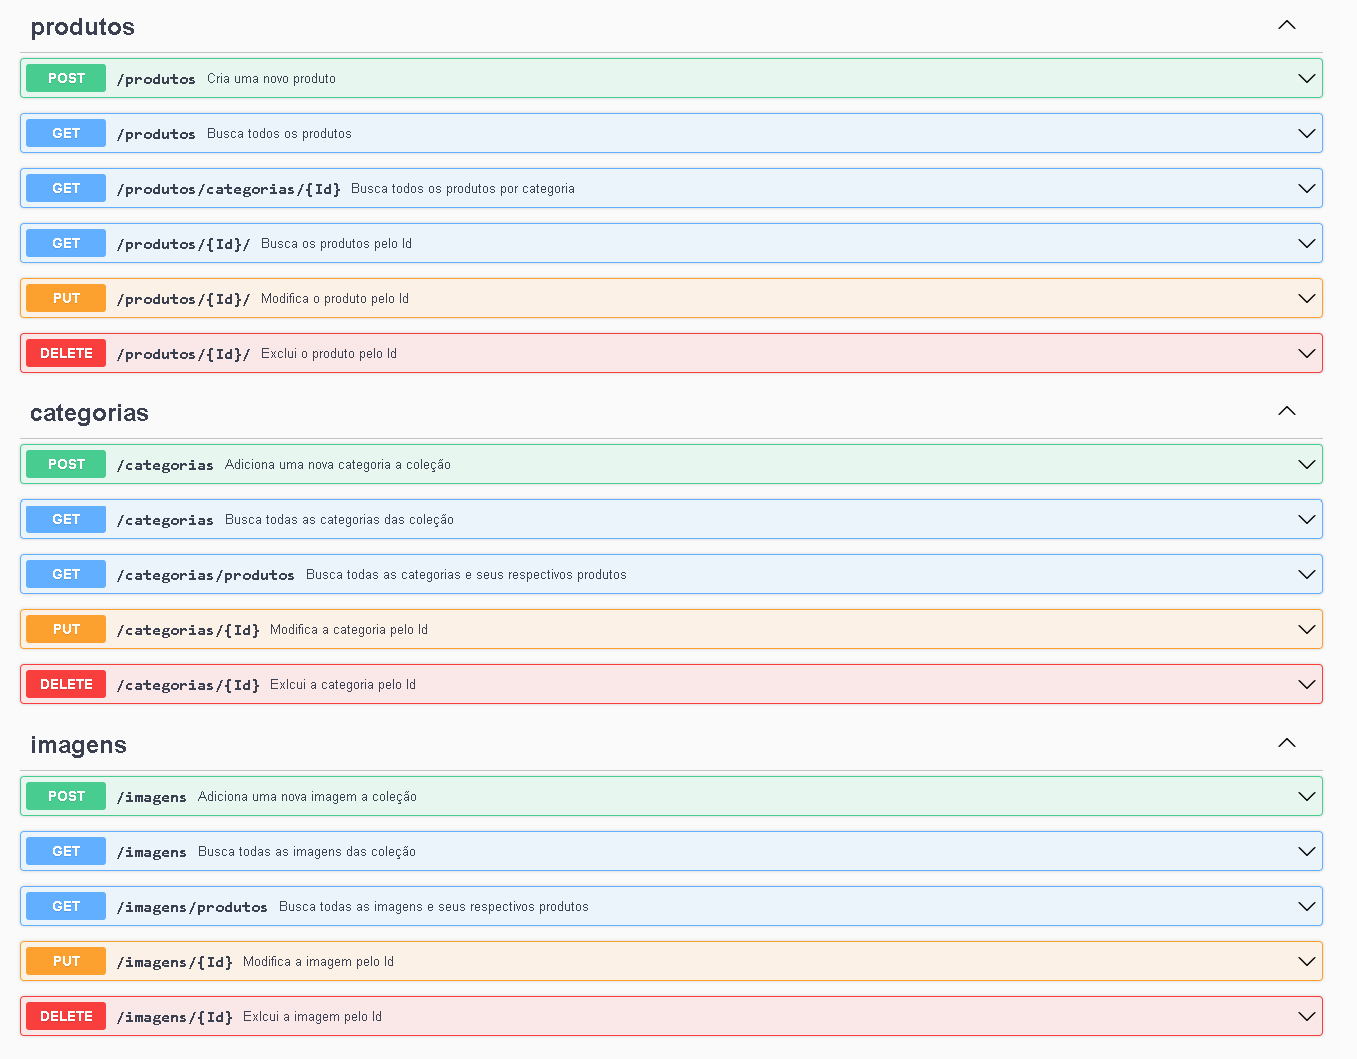 produtos
POST /produtos Cria uma novo produto
GET /produtos Busca todos os produtos
GET /produtos/categorias/{Id} Busca todos os produtos por categoria
GET /produtos/{Id}/ Busca os produtos pelo Id
PUT /produtos/{Id}/ Modifica o produto pelo Id
DELETE /produtos/{Id}/ Exclui o produto pelo Id
categorias
POST /categorias Adiciona uma nova categoria a coleção
GET /categorias Busca todas as categorias das coleção
GET /categorias/produtos Busca todas as categorias e seus respectivos produtos
PUT /categorias/{Id} Modifica a categoria pelo Id
DELETE /categorias/{Id} Exlcui a categoria pelo Id
imagens
POST /imagens Adiciona uma nova imagem a coleção
GET /imagens Busca todas as imagens das coleção
GET /imagens/produtos Busca todas as imagens e seus respectivos produtos
PUT /imagens/{Id} Modifica a imagem pelo Id
DELETE /imagens/{Id} Exlcui a imagem pelo Id